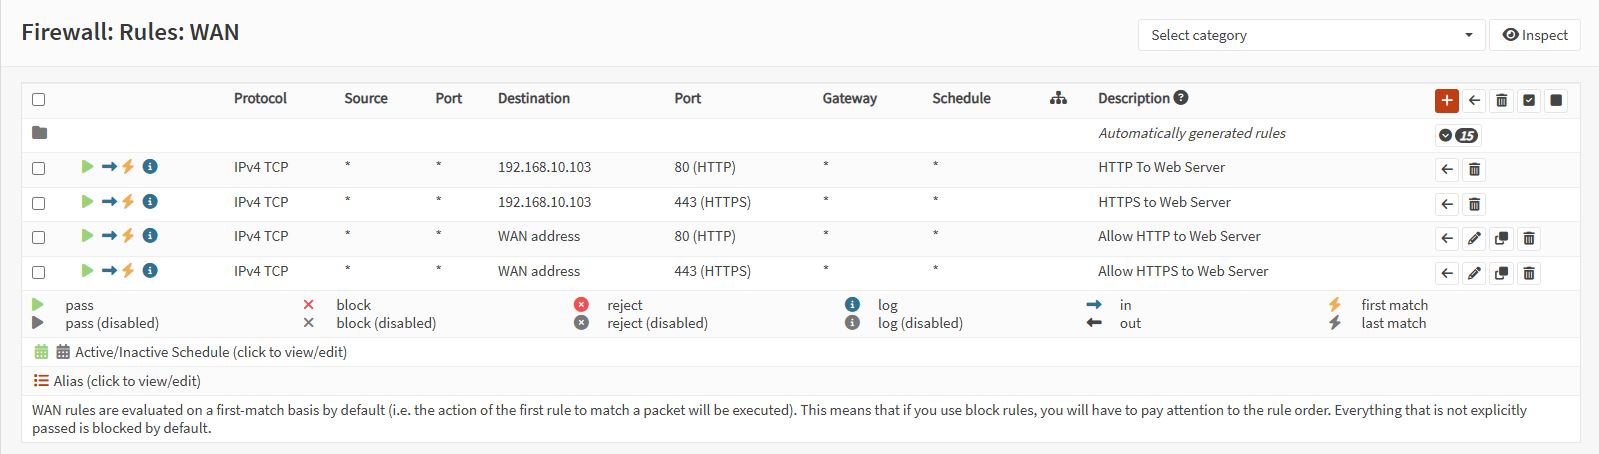 Firewall: Rules: WAN
Select category Inspect
Protocol Source Port Destination Port Gateway Schedule Description
Automatically generated rules 15
IPv4 TCP * * 192.168.10.103 80 (HTTP) * * HTTP To Web Server
IPv4 TCP * * 192.168.10.103 443 (HTTPS) * * HTTPS to Web Server
IPv4 TCP * * WAN address 80 (HTTP) * * Allow HTTP to Web Server
IPv4 TCP * * WAN address 443 (HTTPS) * * Allow HTTPS to Web Server
pass block reject log in first match
pass (disabled) block (disabled) reject (disabled) log (disabled) out last match
Active/Inactive Schedule (click to view/edit)
Alias (click to view/edit)
WAN rules are evaluated on a first-match basis by default (i.e. the action of the first rule to match a packet will be executed). This means that if you use block rules, you will have to pay attention to the rule order. Everything that is not explicitly
passed is blocked by default.